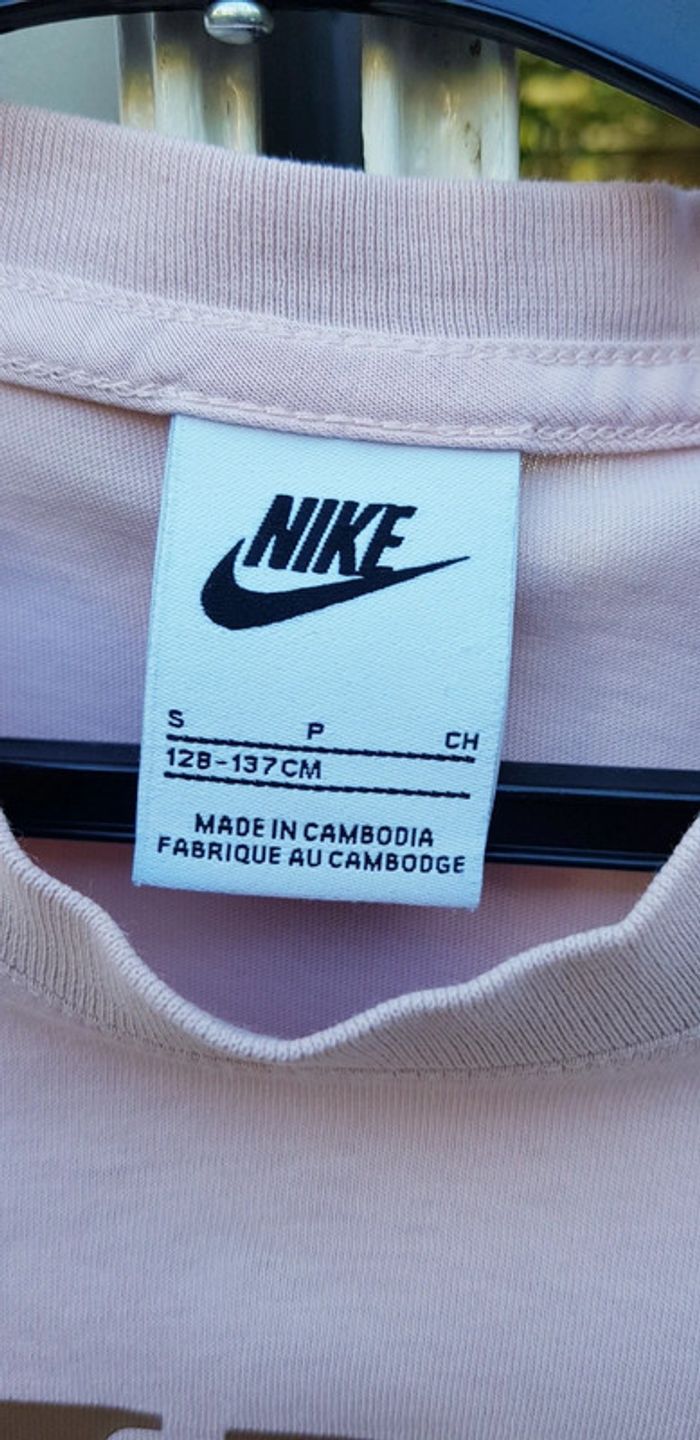 NIKE
S P CH
128-137CM
MADE IN CAMBODIA
FABRIQUE AU CAMBODGE